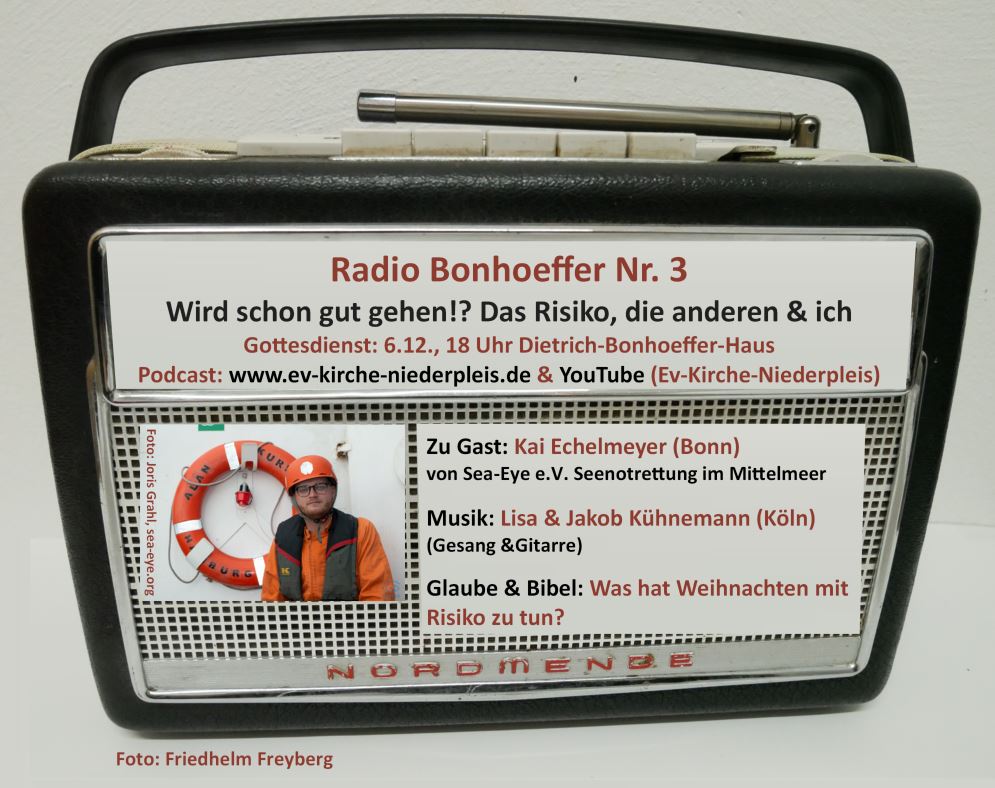 Radio Bonhoeffer Nr. 3
Wird schon gut gehen!? Das Risiko, die anderen & ich
Gottesdienst: 6.12., 18 Uhr Dietrich-Bonhoeffer-Haus
Podcast: www.ev-kirche-niederpleis.de & YouTube (Ev-Kirche-Niederpleis)
Foto: Joris Grahl, sea-eye.org
ALAN KURDI
HAMBURG
Zu Gast: Kai Echelmeyer (Bonn)
von Sea-Eye e.V. Seenotrettung im Mittelmeer
Musik: Lisa & Jakob Kühnemann (Köln)
(Gesang &Gitarre)
Glaube & Bibel: Was hat Weihnachten mit
Risiko zu tun?
NORDMENDE
Foto: Friedhelm Freyberg